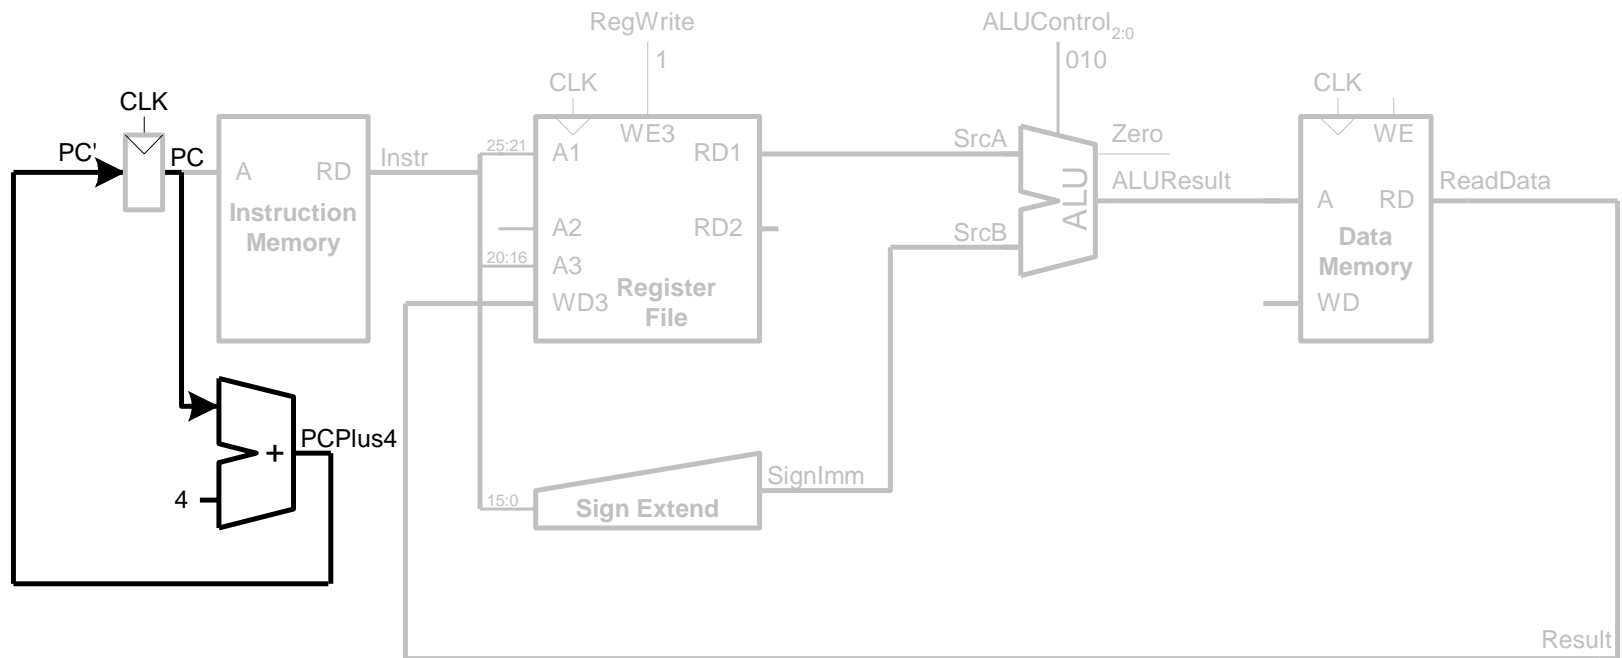 RegWrite
1
ALUControl2:0
010
CLK
PC'
PC
A
RD
Instruction
Memory
Instr
25:21
20:16
15:0
CLK
WE3
A1
RD1
A2
RD2
A3
WD3
Register
File
SrcA
SrcB
ALU
Zero
ALUResult
CLK
WE
A
RD
Data
Memory
WD
ReadData
+
PCPlus4
4
SignImm
Sign Extend
Result